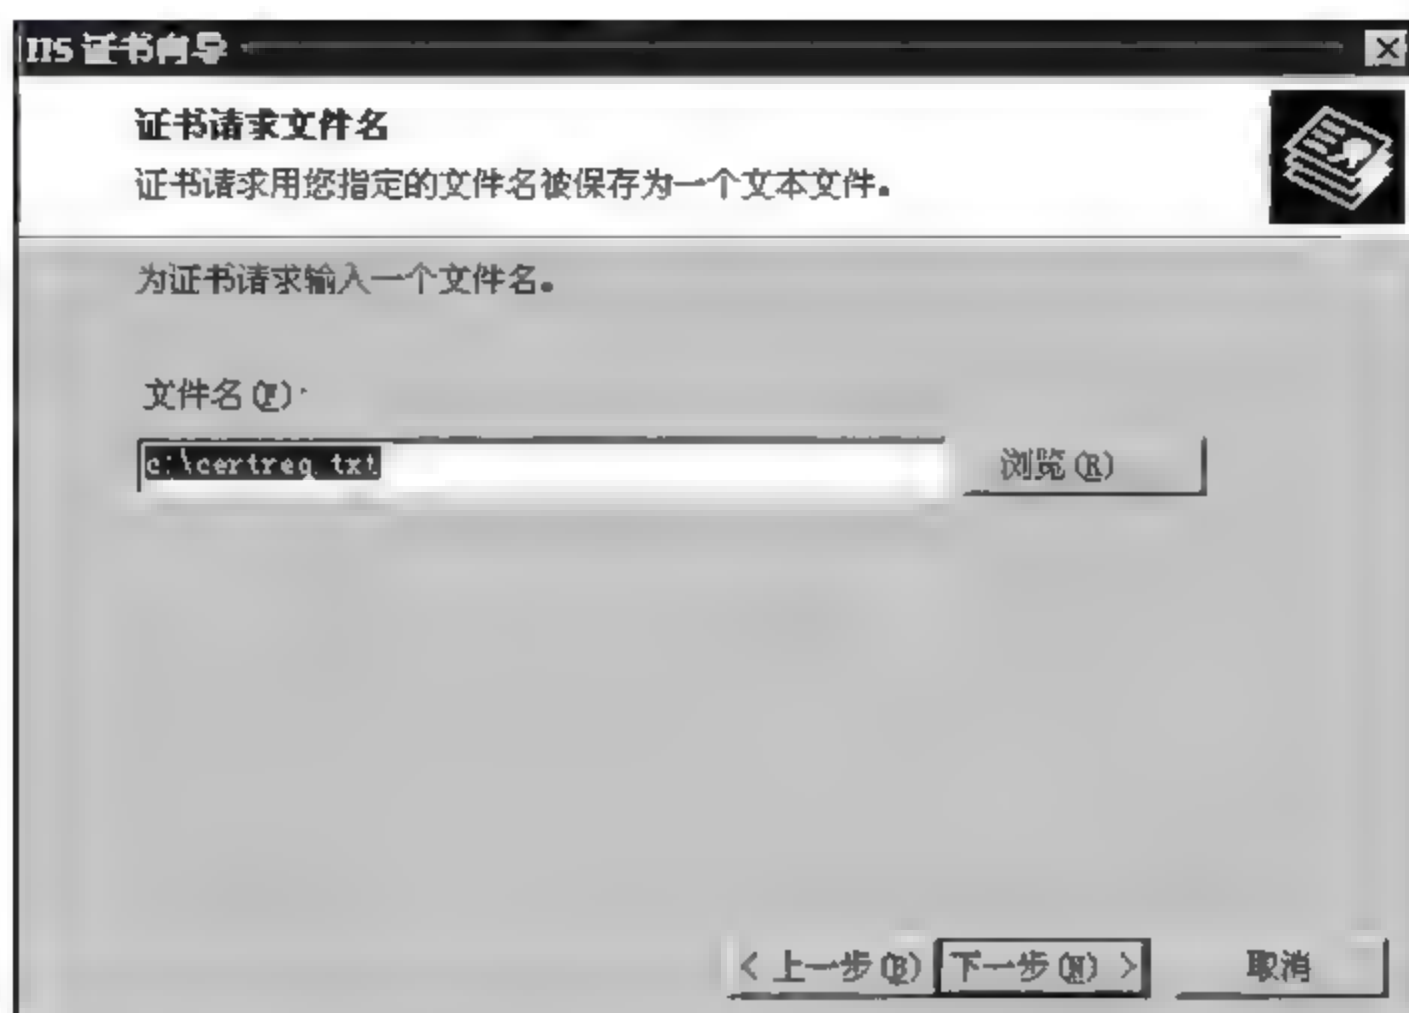 IIS 证书向导
证书请求文件名
证书请求用您指定的文件名被保存为一个文本文件。
为证书请求输入一个文件名。
文件名(F):
c:\certreq.txt
浏览(R)
< 上一步(B) 下一步(N) > 取消